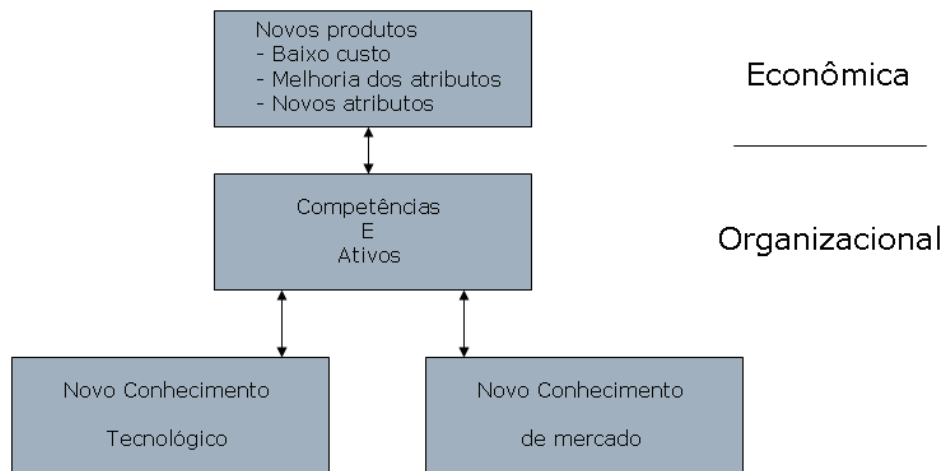 Novos produtos
- Baixo custo
- Melhoria dos atributos
- Novos atributos
Econômica
Competências
E
Ativos
Organizacional
Novo Conhecimento
Tecnológico
Novo Conhecimento
de mercado